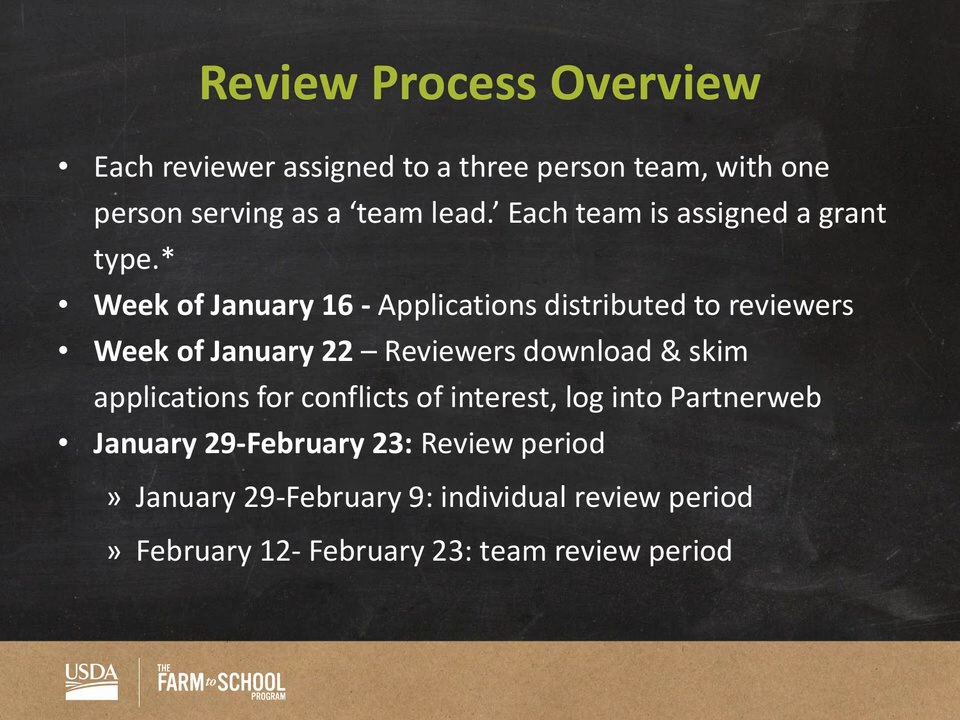 Review Process Overview
• Each reviewer assigned to a three person team, with one
person serving as a ‘team lead.’ Each team is assigned a grant
type.*
• Week of January 16 - Applications distributed to reviewers
• Week of January 22 – Reviewers download & skim
applications for conflicts of interest, log into Partnerweb
• January 29-February 23: Review period
» January 29-February 9: individual review period
» February 12- February 23: team review period
USDA
THE
FARM to SCHOOL
PROGRAM